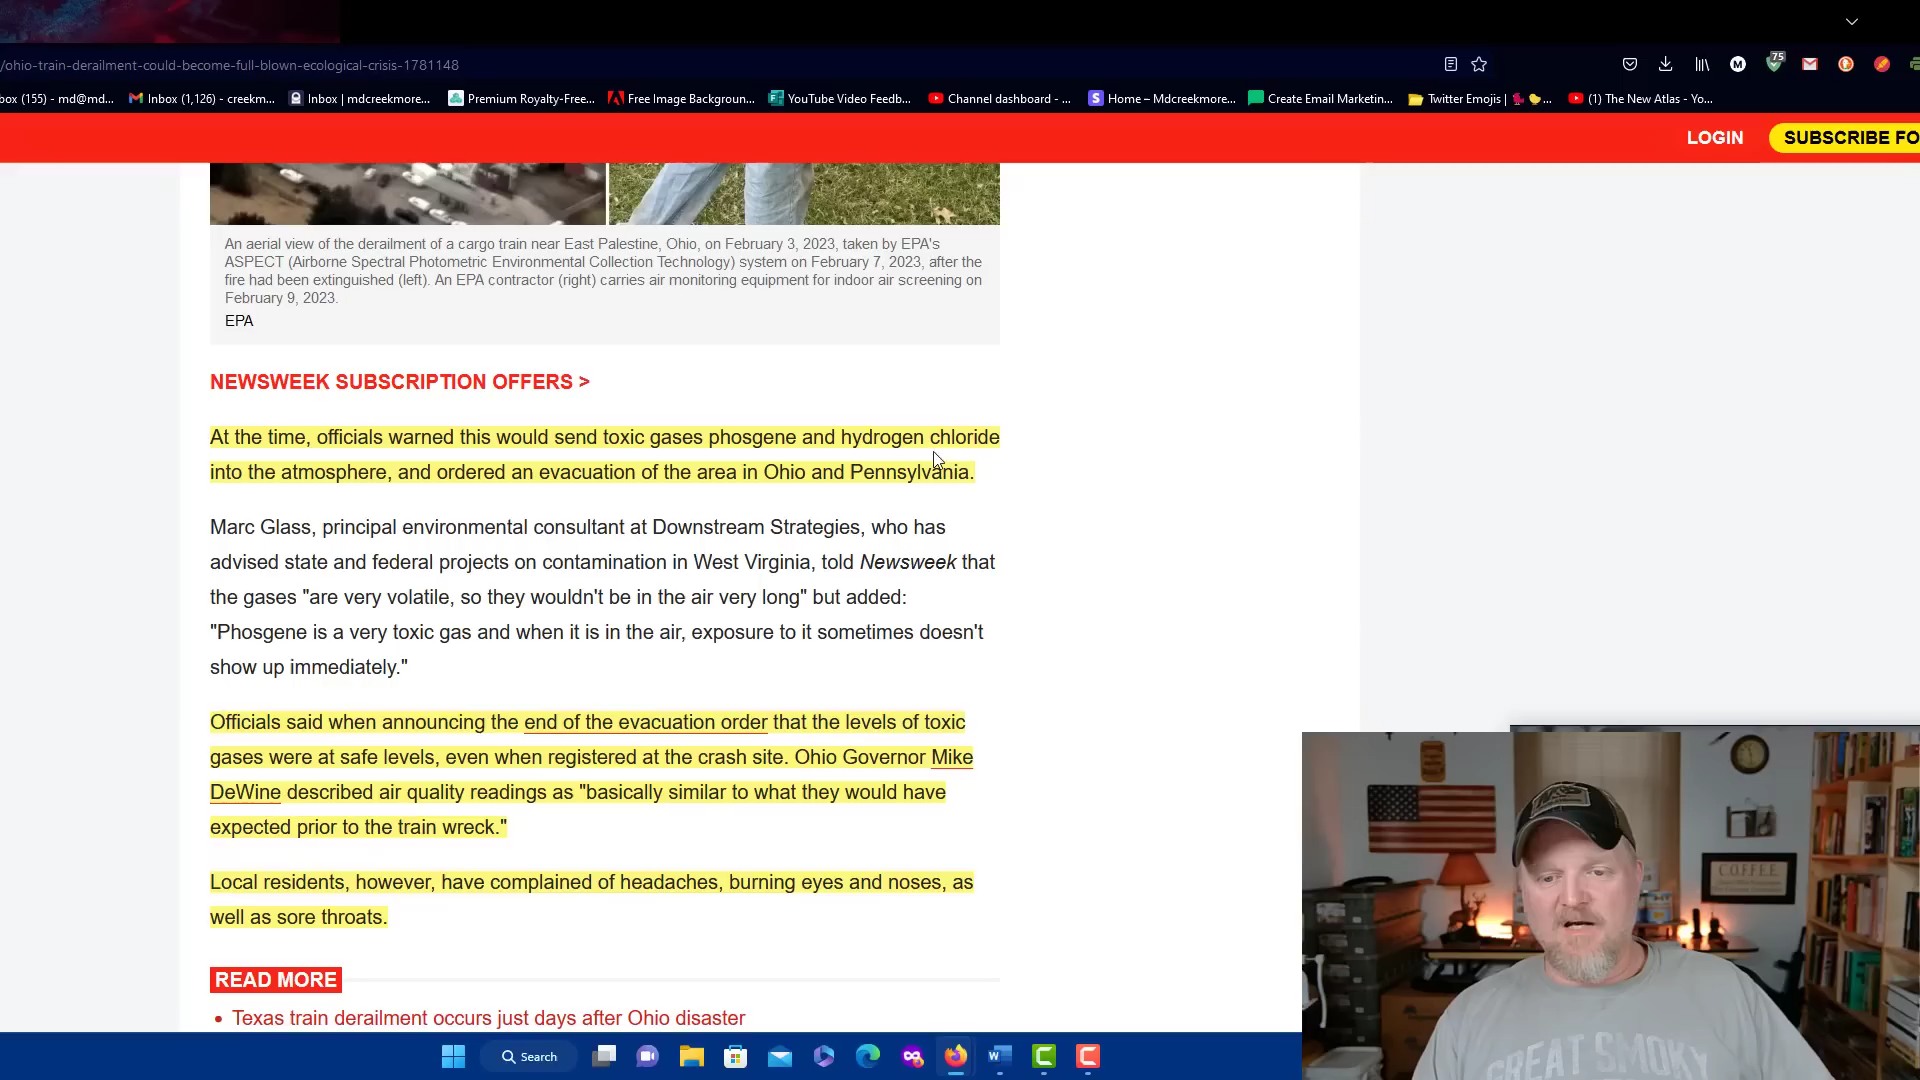 /ohio-train-derailment-could-become-full-blown-ecological-crisis-1781148
75
box (155) - md@md...
Inbox (1,126) - creekm...
Inbox | mdcreekmore...
Premium Royalty-Free...
Free Image Backgroun...
YouTube Video Feedb...
Channel dashboard - ...
Home – Mdcreekmore...
Create Email Marketin...
Twitter Emojis | ...
(1) The New Atlas - Yo...
LOGIN
SUBSCRIBE FO
An aerial view of the derailment of a cargo train near East Palestine, Ohio, on February 3, 2023, taken by EPA's
ASPECT (Airborne Spectral Photometric Environmental Collection Technology) system on February 7, 2023, after the
fire had been extinguished (left). An EPA contractor (right) carries air monitoring equipment for indoor air screening on
February 9, 2023.
EPA
NEWSWEEK SUBSCRIPTION OFFERS >
At the time, officials warned this would send toxic gases phosgene and hydrogen chloride
into the atmosphere, and ordered an evacuation of the area in Ohio and Pennsylvania.
Marc Glass, principal environmental consultant at Downstream Strategies, who has
advised state and federal projects on contamination in West Virginia, told Newsweek that
the gases "are very volatile, so they wouldn't be in the air very long" but added:
"Phosgene is a very toxic gas and when it is in the air, exposure to it sometimes doesn't
show up immediately."
Officials said when announcing the end of the evacuation order that the levels of toxic
gases were at safe levels, even when registered at the crash site. Ohio Governor Mike
DeWine described air quality readings as "basically similar to what they would have
expected prior to the train wreck."
Local residents, however, have complained of headaches, burning eyes and noses, as
well as sore throats.
READ MORE
Texas train derailment occurs just days after Ohio disaster
C.O.F.F.E.E.
GREAT SMOKY
Search